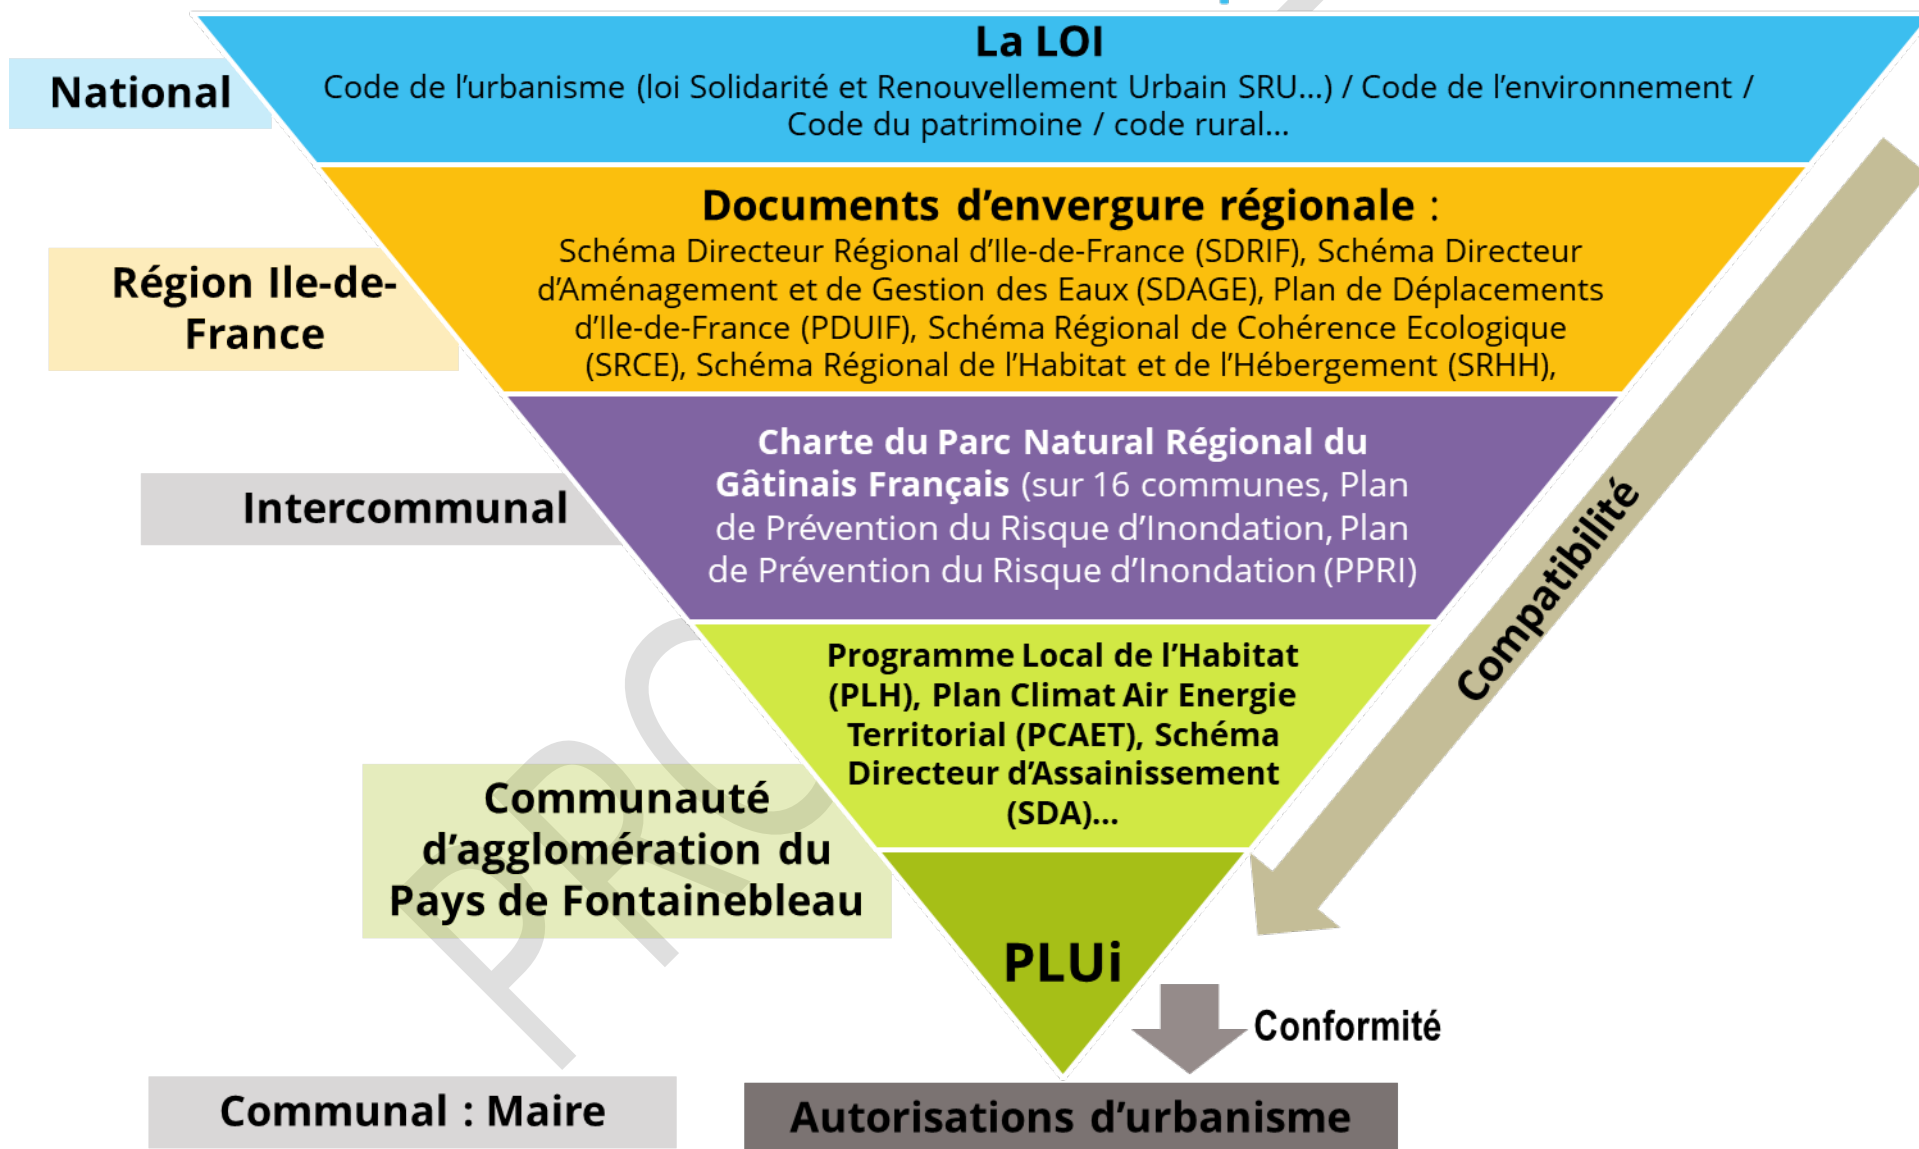 La LOI
National
Code de l’urbanisme (loi Solidarité et Renouvellement Urbain SRU…) / Code de l’environnement /
Code du patrimoine / code rural…
Documents d’envergure régionale :
Schéma Directeur Régional d’Ile-de-France (SDRIF), Schéma Directeur
d’Aménagement et de Gestion des Eaux (SDAGE), Plan de Déplacements
d’Ile-de-France (PDUIF), Schéma Régional de Cohérence Ecologique
(SRCE), Schéma Régional de l’Habitat et de l’Hébergement (SRHH),
Région Ile-de-
France
Charte du Parc Natural Régional du
Gâtinais Français (sur 16 communes, Plan
de Prévention du Risque d’Inondation, Plan
de Prévention du Risque d’Inondation (PPRI)
Intercommunal
Compatibilité
Programme Local de l’Habitat
(PLH), Plan Climat Air Energie
Territorial (PCAET), Schéma
Directeur d’Assainissement
(SDA)…
Communauté
d’agglomération du
Pays de Fontainebleau
PLUi
Conformité
Communal : Maire
Autorisations d’urbanisme